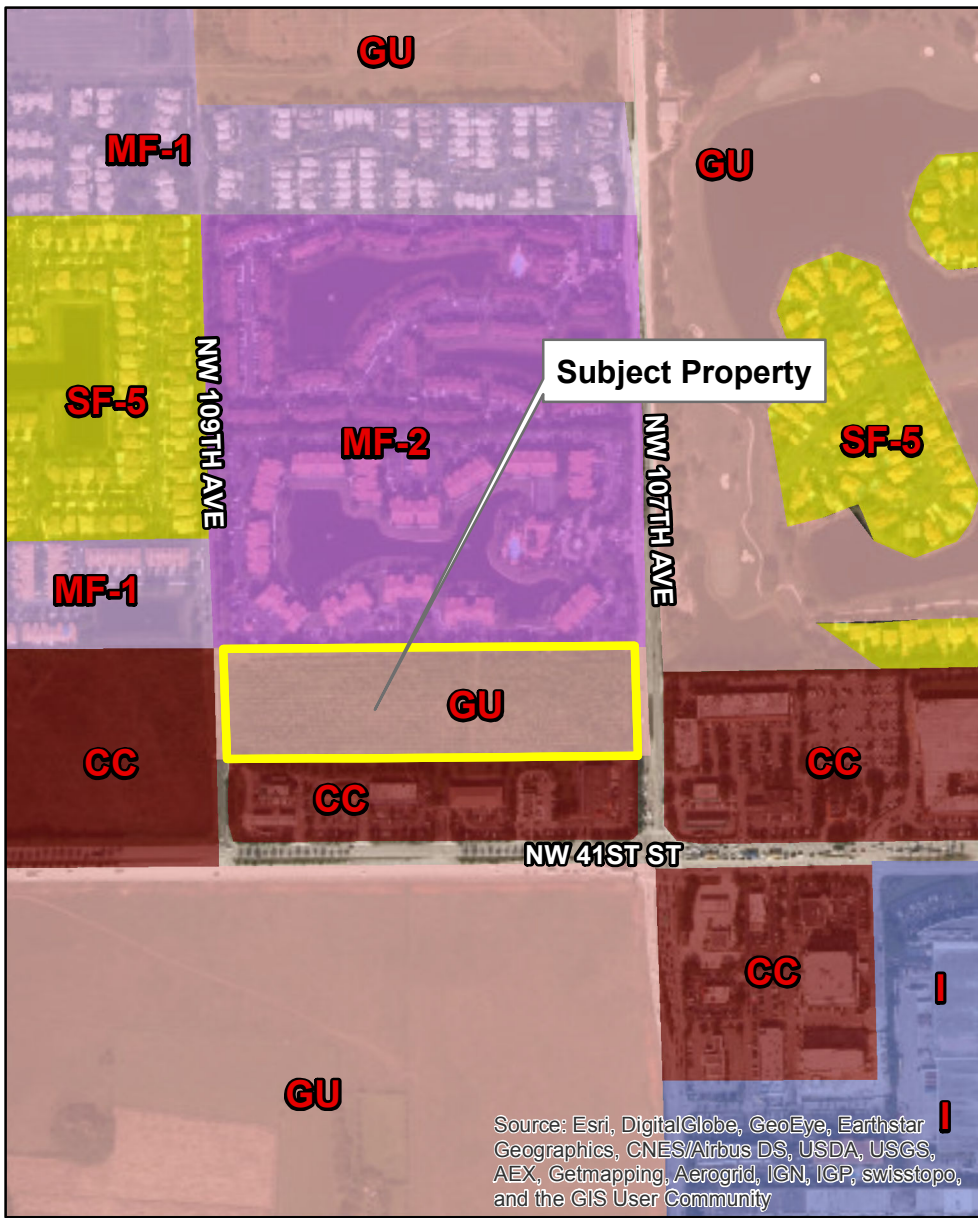 GU
MF-1
GU
NW 109TH AVE
Subject Property
SF-5
MF-2
SF-5
NW 107TH AVE
MF-1
GU
CC
CC
CC
NW 41ST ST
CC
I
GU
I
Source: Esri, DigitalGlobe, GeoEye, Earthstar
Geographics, CNES/Airbus DS, USDA, USGS,
AEX, Getmapping, Aerogrid, IGN, IGP, swisstopo,
and the GIS User Community